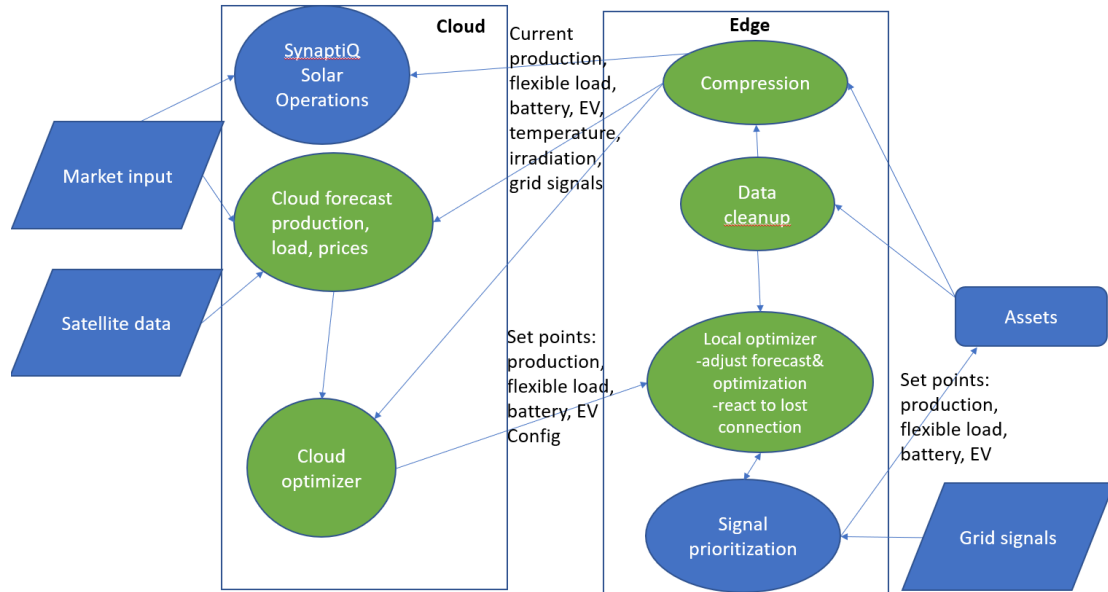 Cloud
SynaptiQ
Solar
Operations
Market input
Cloud forecast
production,
load, prices
Satellite data
Cloud
optimizer
Current
production,
flexible load,
battery, EV,
temperature,
irradiation,
grid signals
Set points:
production,
flexible load,
battery, EV
Config
Edge
Compression
Data
cleanup
Local optimizer
-adjust forecast&
optimization
-react to lost
connection
Signal
prioritization
Assets
Set points:
production,
flexible load,
battery, EV
Grid signals